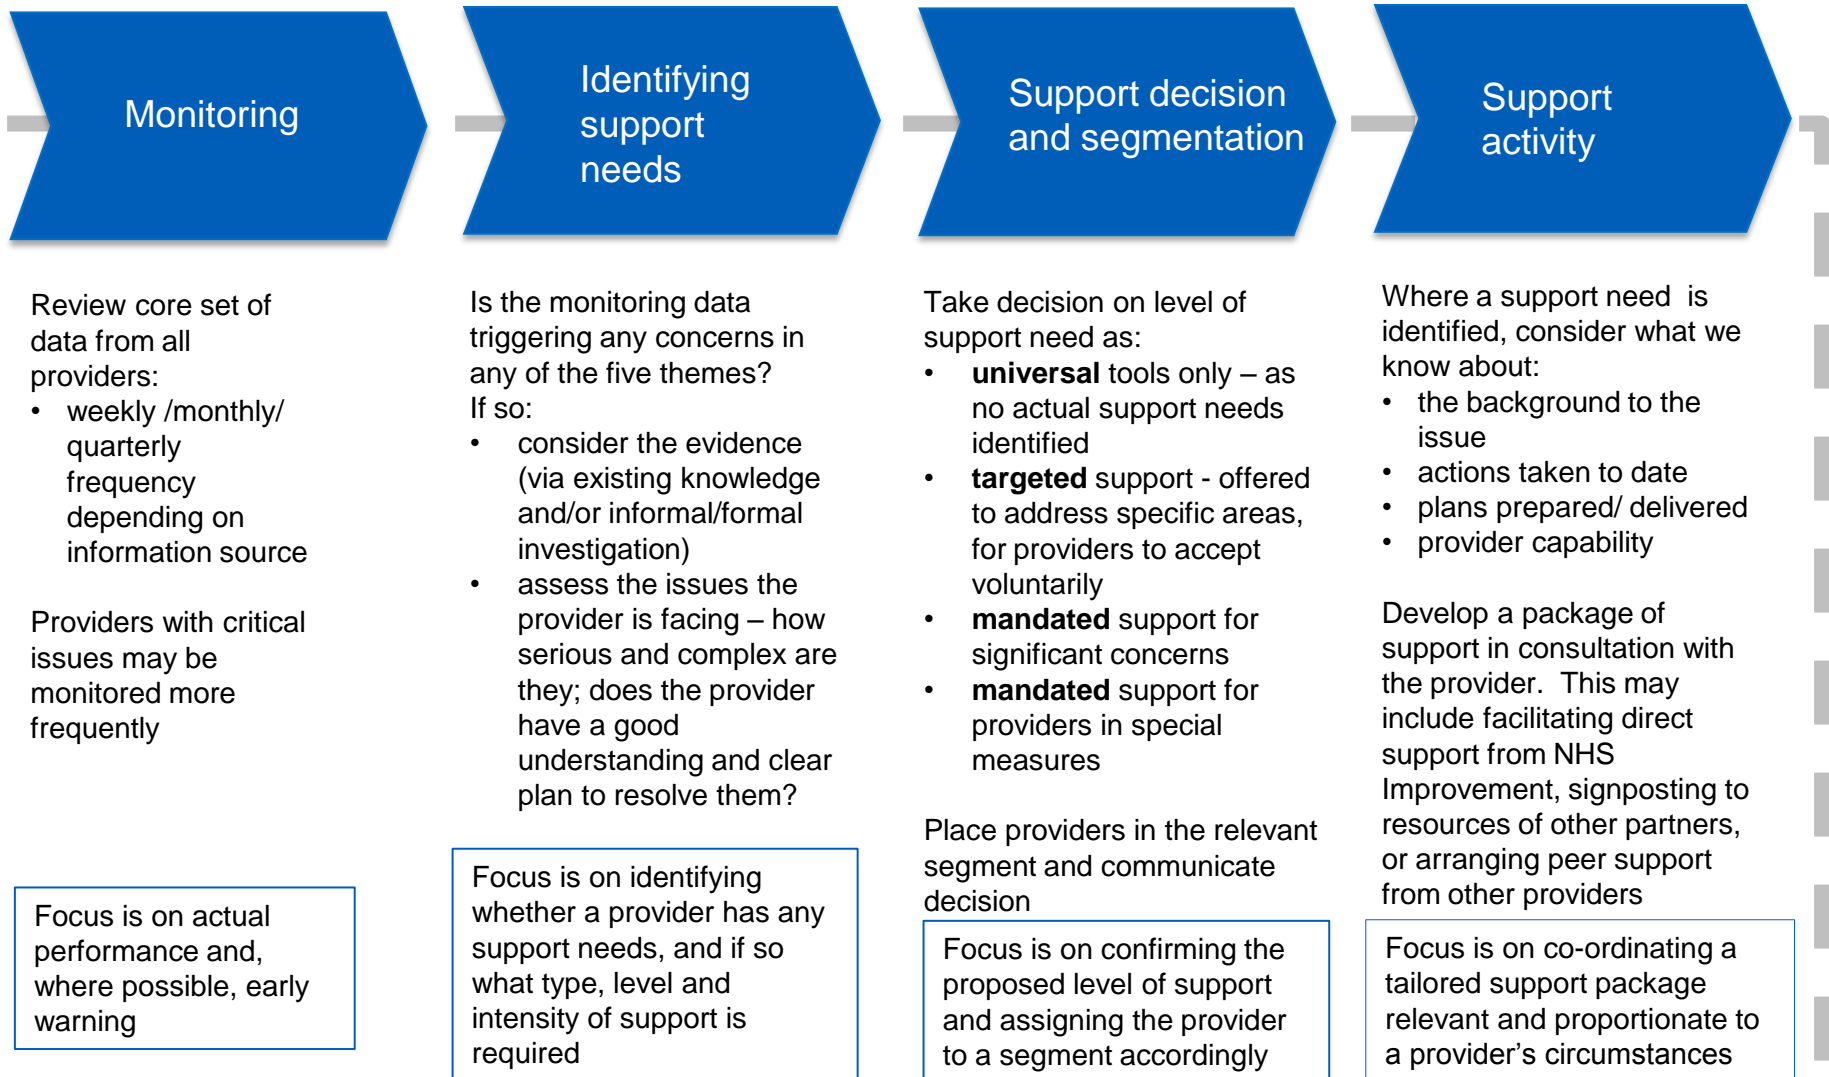 Monitoring
Identifying
support
needs
Support decision
and segmentation
Support
activity
Review core set of
data from all
providers:
• weekly /monthly/
quarterly
frequency
depending on
information source
Providers with critical
issues may be
monitored more
frequently
Focus is on actual
performance and,
where possible, early
warning
Is the monitoring data
triggering any concerns in
any of the five themes?
If so:
• consider the evidence
(via existing knowledge
and/or informal/formal
investigation)
• assess the issues the
provider is facing – how
serious and complex are
they; does the provider
have a good
understanding and clear
plan to resolve them?
Focus is on identifying
whether a provider has any
support needs, and if so
what type, level and
intensity of support is
required
Take decision on level of
support need as:
• universal tools only – as
no actual support needs
identified
• targeted support - offered
to address specific areas,
for providers to accept
voluntarily
• mandated support for
significant concerns
• mandated support for
providers in special
measures
Place providers in the relevant
segment and communicate
decision
Focus is on confirming the
proposed level of support
and assigning the provider
to a segment accordingly
Where a support need is
identified, consider what we
know about:
• the background to the
issue
• actions taken to date
• plans prepared/ delivered
• provider capability
Develop a package of
support in consultation with
the provider. This may
include facilitating direct
support from NHS
Improvement, signposting to
resources of other partners,
or arranging peer support
from other providers
Focus is on co-ordinating a
tailored support package
relevant and proportionate to
a provider’s circumstances